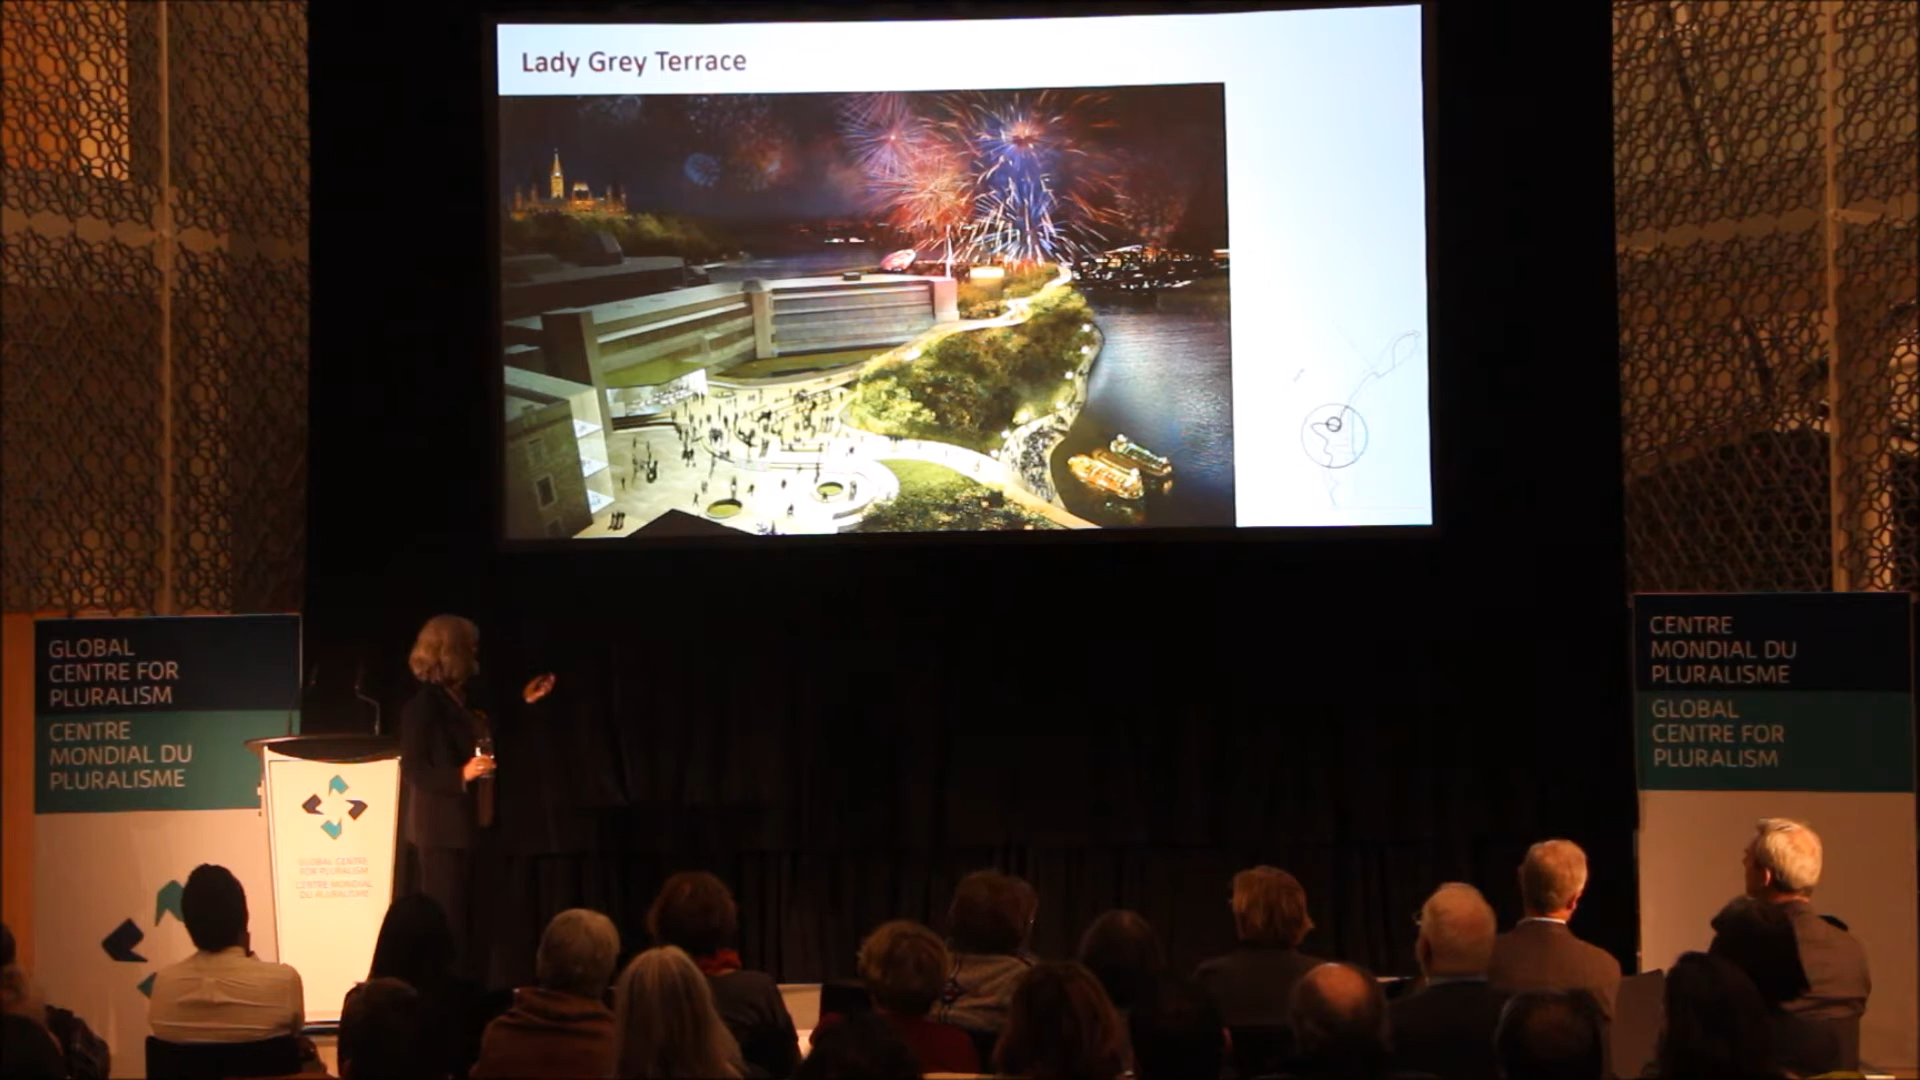 Lady Grey Terrace
GLOBAL
CENTRE FOR
PLURALISM
CENTRE
MONDIAL DU
PLURALISME
GLOBAL CENTRE
FOR PLURALISM
CENTRE MONDIAL
DU PLURALISME
CENTRE
MONDIAL DU
PLURALISME
GLOBAL
CENTRE FOR
PLURALISM